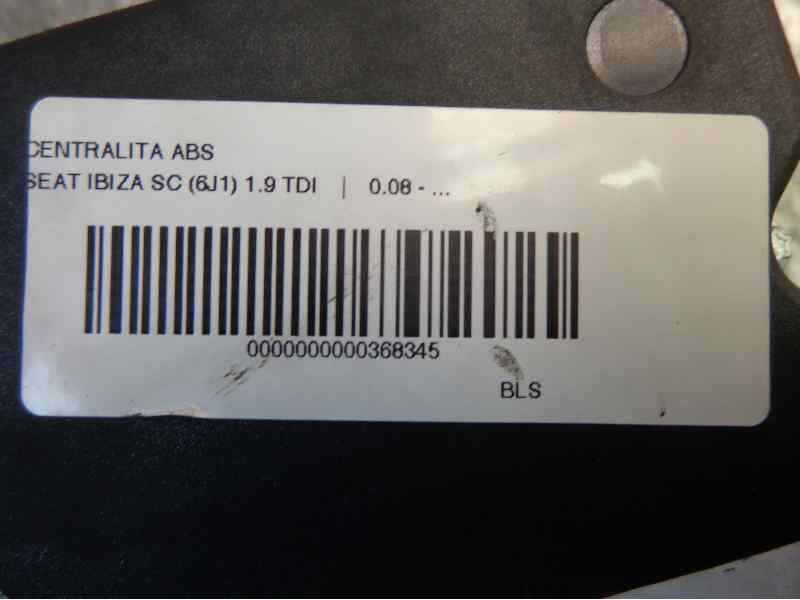 CENTRALITA ABS
SEAT IBIZA SC (6J1) 1.9 TDI | 0.08 - ...
0000000000368345
BLS